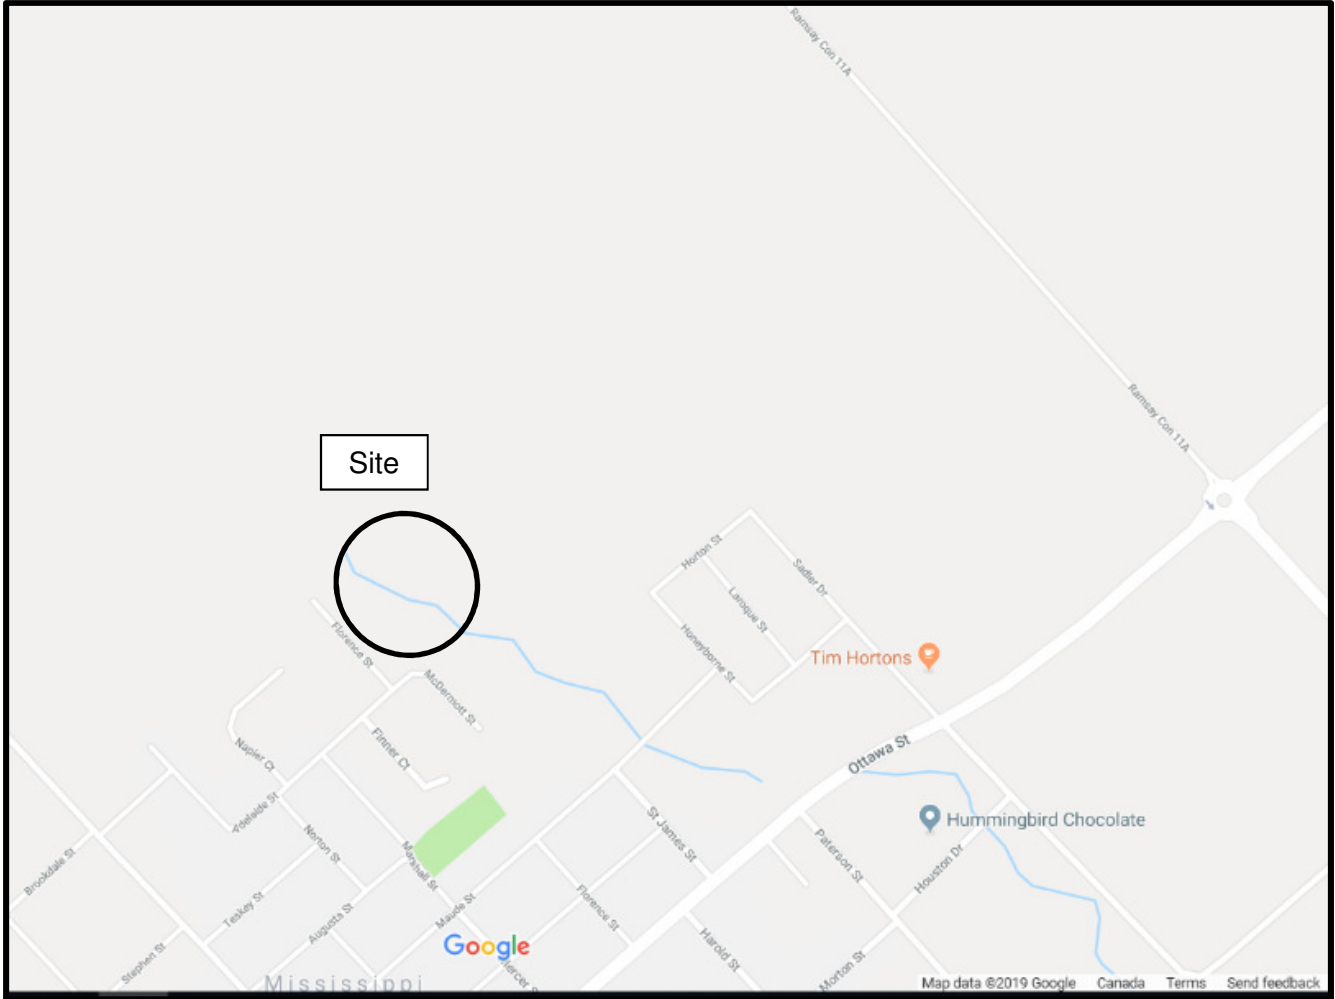 Ramsay Con 11A
Ramsay Con 11A
Site
Horton St
Sadler Dr
Laroque St
Honeyborne St
Florence St
McDermott St
Tim Hortons
Finner Ct
Napier Ct
Ottawa St
Adelaide St
Norton St
St James St
Hummingbird Chocolate
Paterson St
Houston Dr
Marshall St
Brookdale St
Teskey St
Augusta St
Maude St
Florence St
Harold St
Google
Stephen St
Morton St
Mercer S
Mississippi
Map data ©2019 Google Canada Terms Send feedback